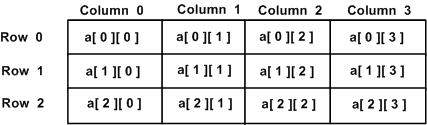 Column 0 Column 1 Column 2 Column 3
Row 0 a[ 0 ][ 0 ] a[ 0 ][ 1 ] a[ 0 ][ 2 ] a[ 0 ][ 3 ]
Row 1 a[ 1 ][ 0 ] a[ 1 ][ 1 ] a[ 1 ][ 2 ] a[ 1 ][ 3 ]
Row 2 a[ 2 ][ 0 ] a[ 2 ][ 1 ] a[ 2 ][ 2 ] a[ 2 ][ 3 ]